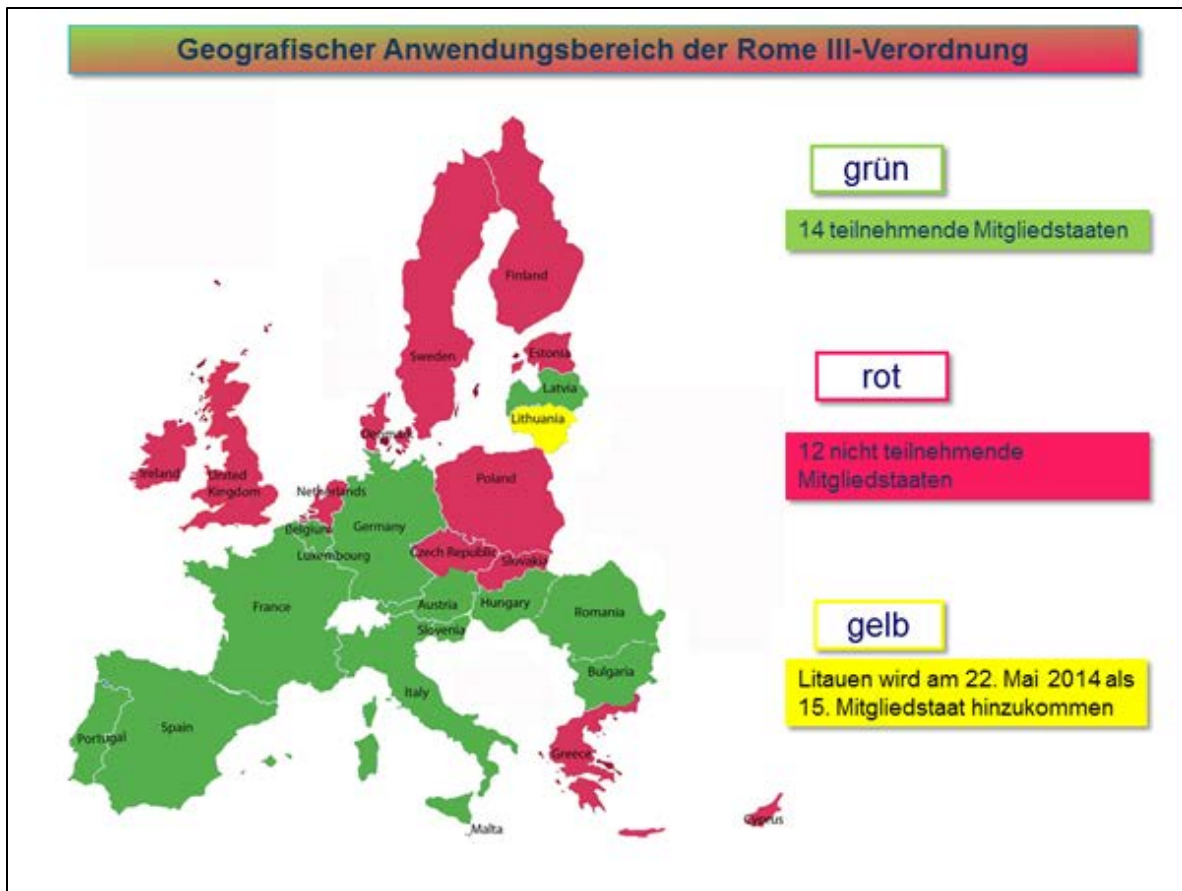 Geografischer Anwendungsbereich der Rome III-Verordnung
grün
14 teilnehmende Mitgliedstaaten
rot
12 nicht teilnehmende
Mitgliedstaaten
gelb
Litauen wird am 22. Mai 2014 als
15. Mitgliedstaat hinzukommen
Finland
Sweden
Estonia
Latvia
Lithuania
Denmark
Ireland
United
Kingdom
Netherlands
Poland
Belgium
Germany
Luxembourg
Czech Republic
Slovakia
France
Austria
Hungary
Romania
Slovenia
Bulgaria
Italy
Spain
Portugal
Greece
Malta
Cyprus